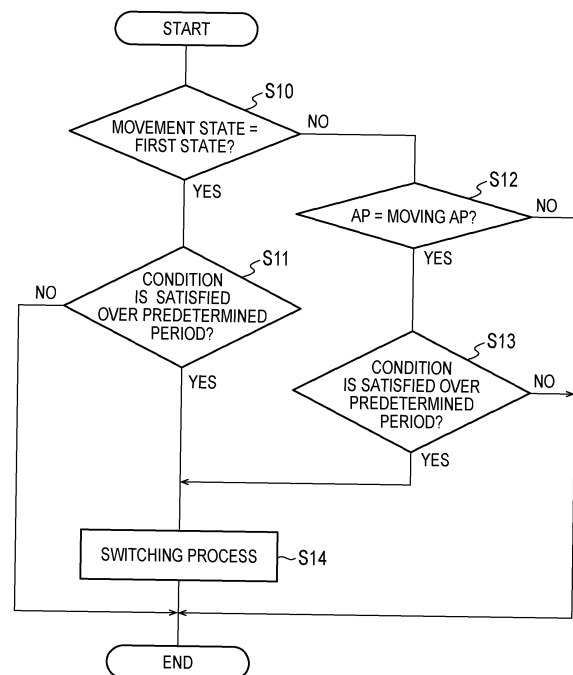 START
S10
MOVEMENT STATE =
FIRST STATE?
NO
YES
S12
AP = MOVING AP?
NO
YES
S11
CONDITION
IS SATISFIED
OVER PREDETERMINED
PERIOD?
NO
YES
S13
CONDITION
IS SATISFIED OVER
PREDETERMINED
PERIOD?
NO
YES
SWITCHING PROCESS
S14
END